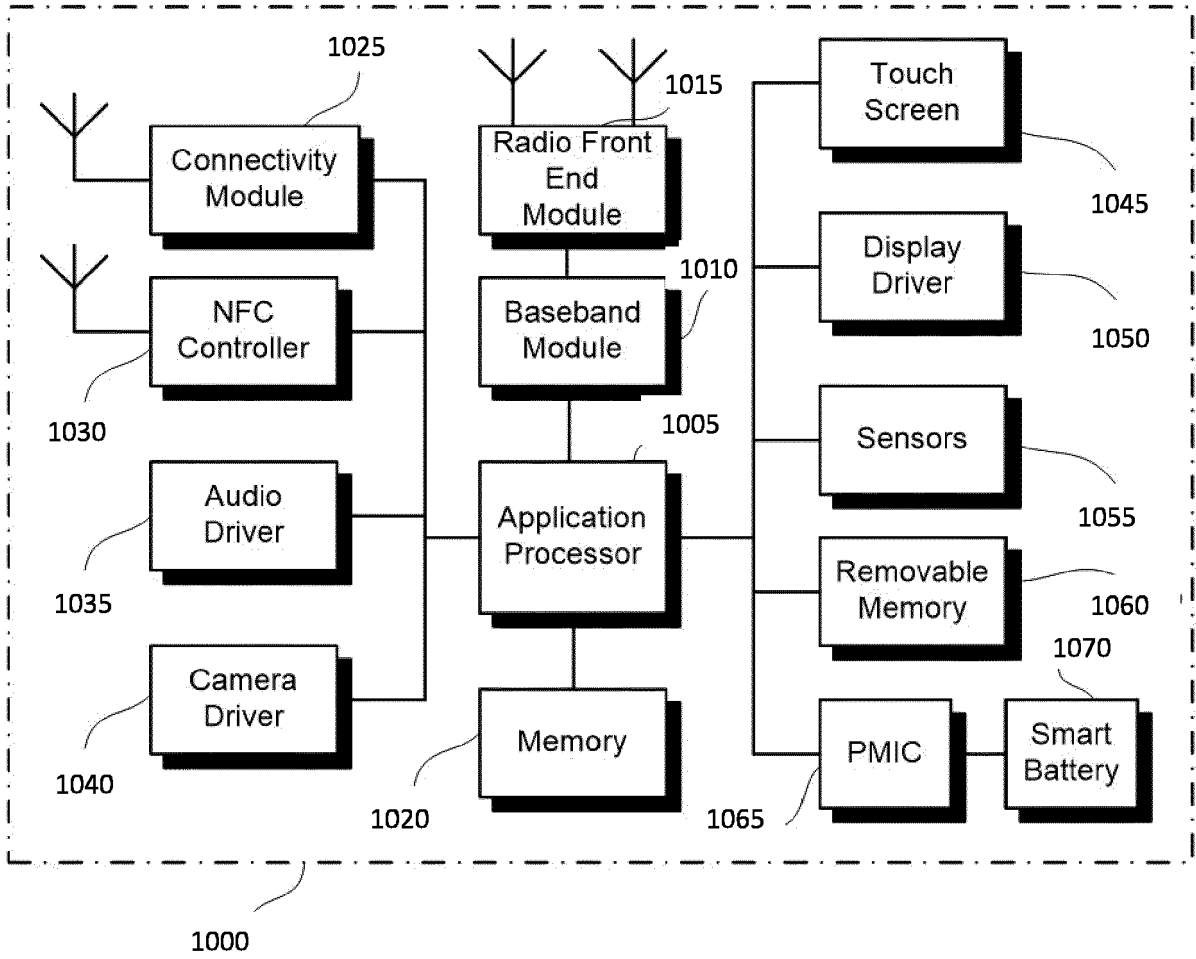 1025
Connectivity
Module
NFC
Controller
1030
Audio
Driver
1035
Camera
Driver
1040
1015
Radio Front
End
Module
1010
Baseband
Module
1005
Application
Processor
Memory
1020
Touch
Screen
1045
Display
Driver
1050
Sensors
1055
Removable
Memory
1060
1070
PMIC
1065
Smart
Battery
1000